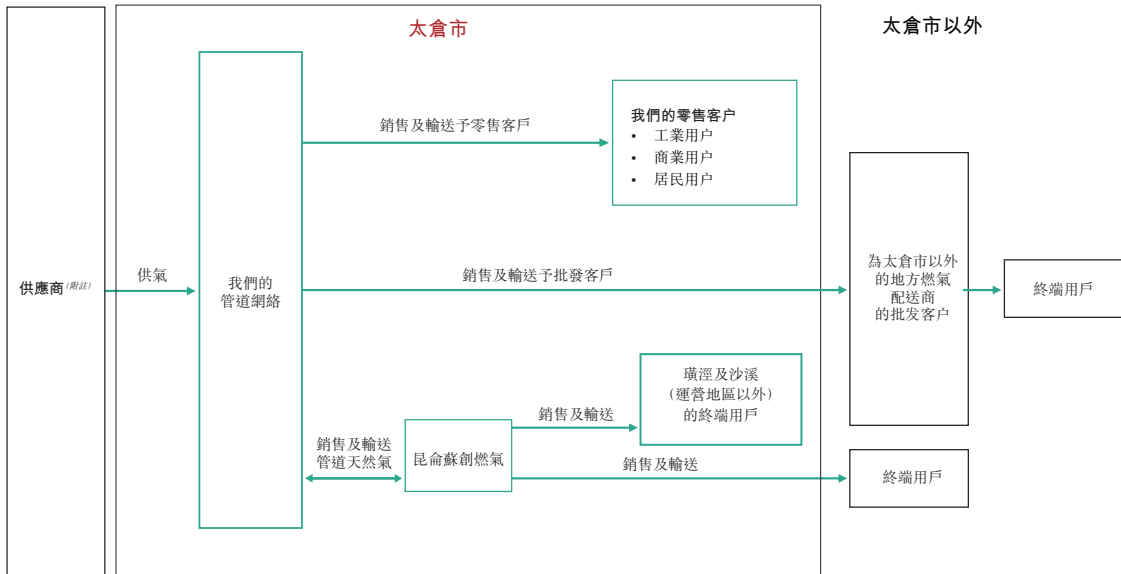 太倉市
太倉市以外
銷售及輸送予零售客戶
我們的零售客户
• 工業用户
• 商業用户
• 居民用户
供應商(附註)
供氣
我們的
管道網絡
銷售及輸送予批發客戶
為太倉市以外
的地方燃氣
配送商
的批发客户
終端用戶
璜涇及沙溪
(運營地區以外)
的終端用戶
銷售及輸送
銷售及輸送
管道天然氣
昆侖蘇創燃氣
銷售及輸送
終端用戶